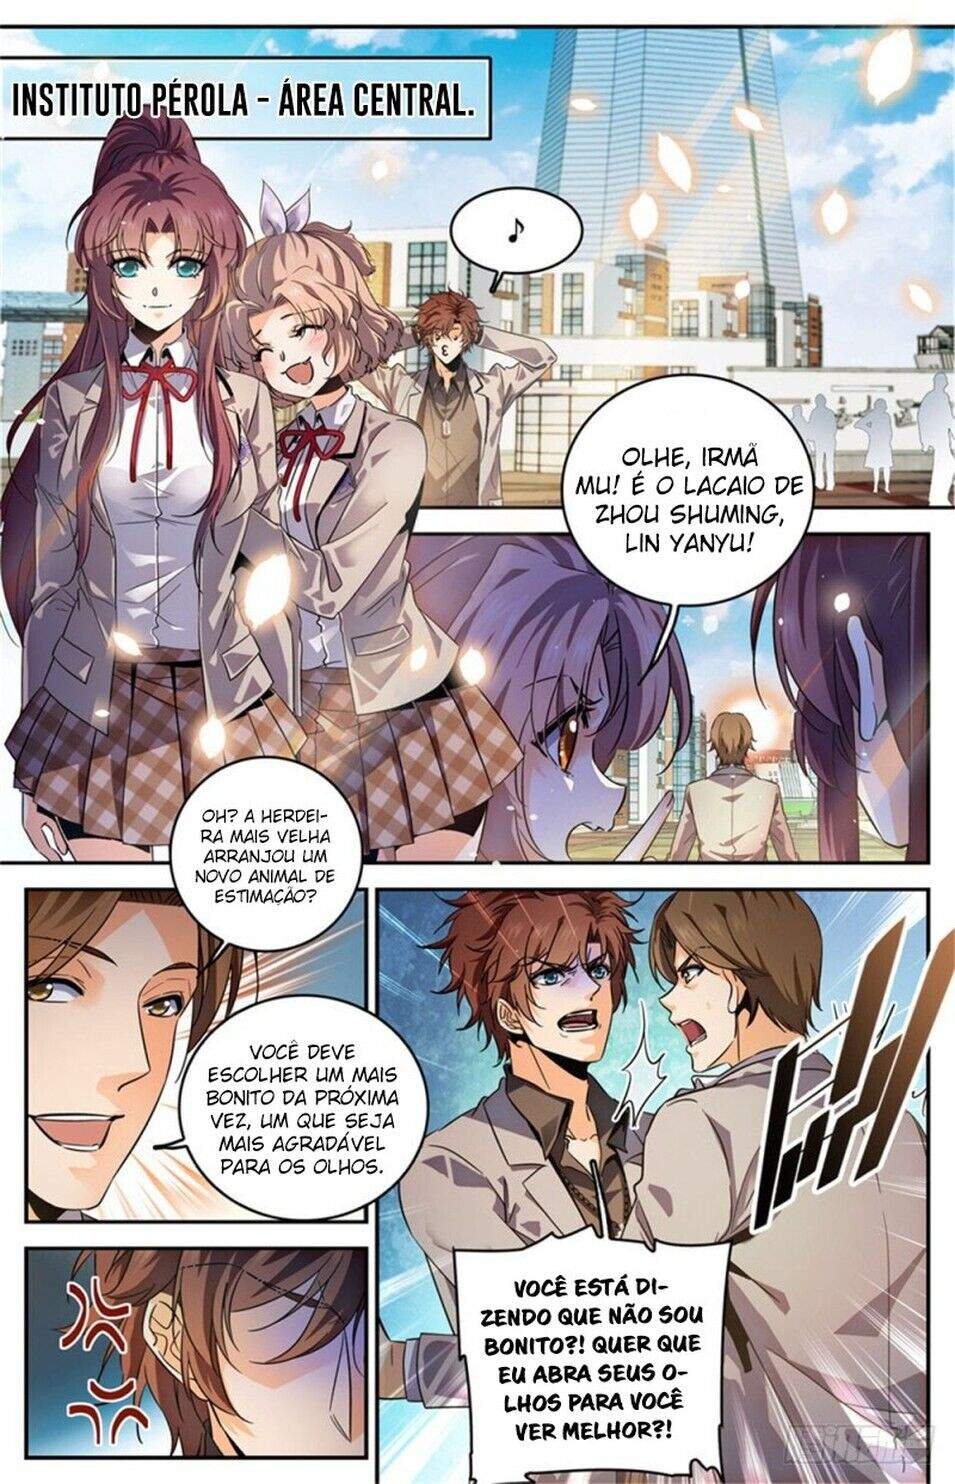 INSTITUTO PÉROLA - ÁREA CENTRAL.
♪
OLHE, IRMÃ
MU! É O LACAIO DE
ZHOU SHUMING,
LIN YANYU!
OH? A HERDEI-
RA MAIS VELHA
ARRANJOU UM
NOVO ANIMAL DE
ESTIMAÇÃO?
VOCÊ DEVE
ESCOLHER UM MAIS
BONITO DA PRÓXIMA
VEZ, UM QUE SEJA
MAIS AGRADÁVEL
PARA OS OLHOS.
VOCÊ ESTÁ DI-
ZENDO QUE NÃO SOU
BONITO?! QUER QUE
EU ABRA SEUS O-
LHOS PARA VOCÊ
VER MELHOR?!